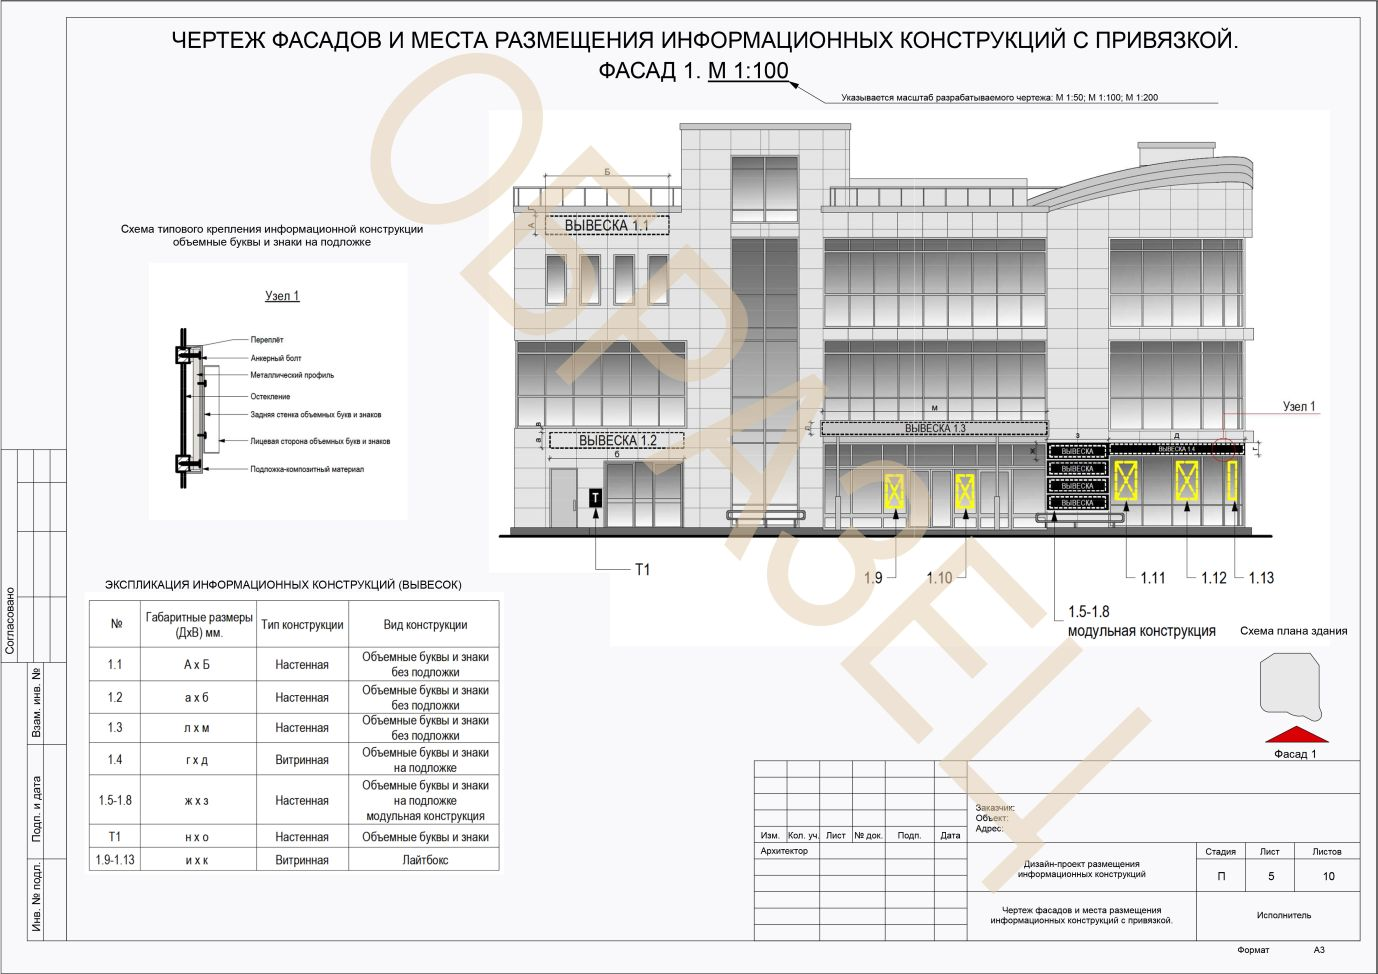 ЧЕРТЕЖ ФАСАДОВ И МЕСТА РАЗМЕЩЕНИЯ ИНФОРМАЦИОННЫХ КОНСТРУКЦИЙ С ПРИВЯЗКОЙ.
ФАСАД 1. М 1:100
Указывается масштаб разрабатываемого чертежа: М 1:50; М 1:100; М 1:200
ОБРАЗЕЦ
Схема типового крепления информационной конструкции
объемные буквы и знаки на подложке
Узел 1
Переплёт
Анкерный болт
Металлический профиль
Остекление
Задняя стенка объемных букв и знаков
Лицевая сторона объемных букв и знаков
Подложка-композитный материал
Б
Г
А
ВЫВЕСКА 1.1
в
а
ВЫВЕСКА 1.2
б
м
л
ВЫВЕСКА 1.3
Узел 1
з
д
ж
г
ВЫВЕСКА
ВЫВЕСКА 1.4
ВЫВЕСКА
ВЫВЕСКА
ВЫВЕСКА
Т
Т1
1.9
1.10
1.11
1.12
1.13
1.5-1.8
модульная конструкция
ЭКСПЛИКАЦИЯ ИНФОРМАЦИОННЫХ КОНСТРУКЦИЙ (ВЫВЕСОК)
№ Габаритные размеры (ДхВ) мм. Тип конструкции Вид конструкции
1.1 А х Б Настенная Объемные буквы и знаки без подложки
1.2 а х б Настенная Объемные буквы и знаки без подложки
1.3 л х м Настенная Объемные буквы и знаки без подложки
1.4 г х д Витринная Объемные буквы и знаки на подложке
1.5-1.8 ж х з Настенная Объемные буквы и знаки на подложке модульная конструкция
Т1 н х о Настенная Объемные буквы и знаки
1.9-1.13 и х к Витринная Лайтбокс
Схема плана здания
Фасад 1
Согласовано
Взам. инв. №
Подп. и дата
Инв. № подл.
Изм. Кол. уч. Лист № док. Подп. Дата
Архитектор
Заказчик:
Объект:
Адрес:
Дизайн-проект размещения
информационных конструкций
Стадия Лист Листов
П 5 10
Чертеж фасадов и места размещения
информационных конструкций с привязкой.
Исполнитель
Формат А3